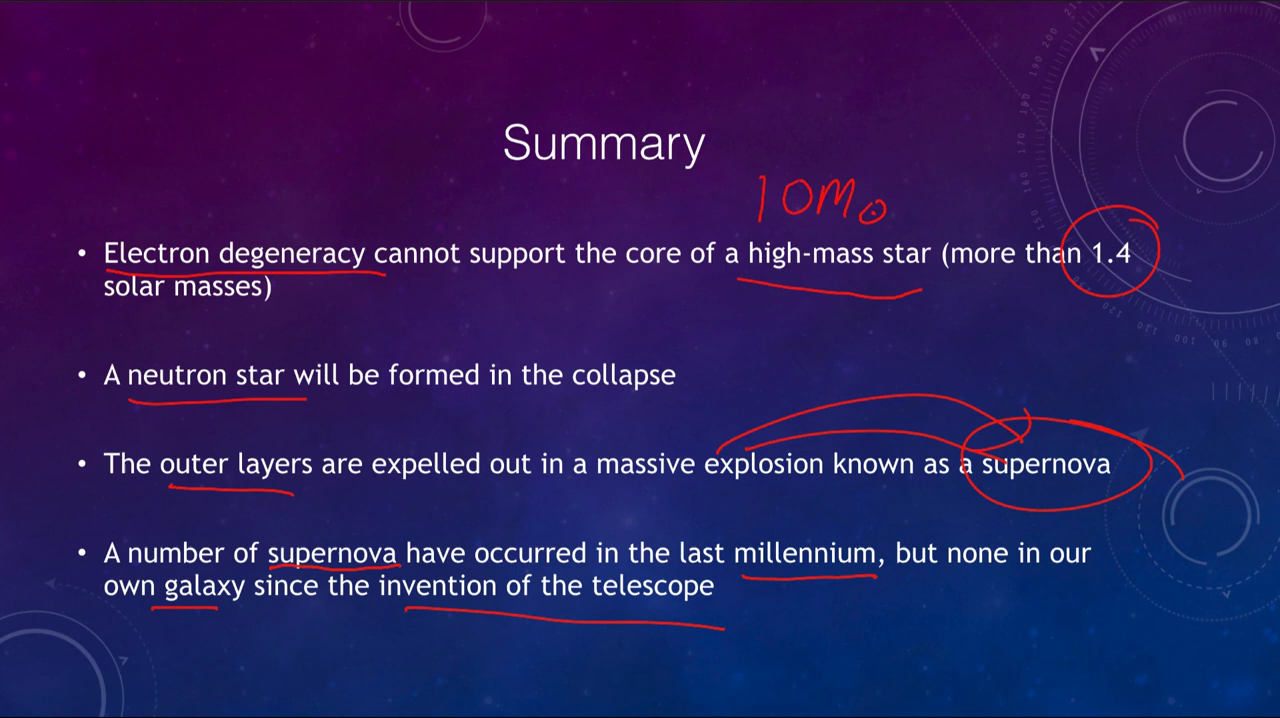 Summary
10M☉
• Electron degeneracy cannot support the core of a high-mass star (more than 1.4
solar masses)
• A neutron star will be formed in the collapse
• The outer layers are expelled out in a massive explosion known as a supernova
• A number of supernova have occurred in the last millennium, but none in our
own galaxy since the invention of the telescope